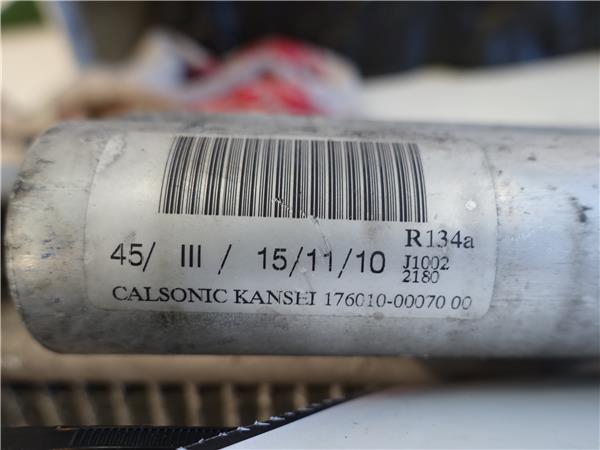 45/ III / 15/11/10 R134a
J1002
2180
CALSONIC KANSEI 176010-00070 00